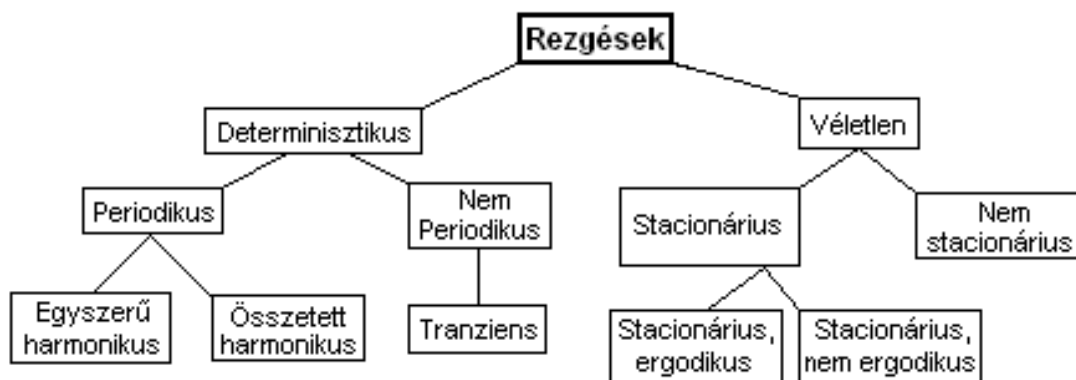 Rezgések
Determinisztikus
Véletlen
Periodikus
Nem
Periodikus
Stacionárius
Nem
stacionárius
Egyszerű
harmonikus
Összetett
harmonikus
Tranziens
Stacionárius,
ergodikus
Stacionárius,
nem ergodikus